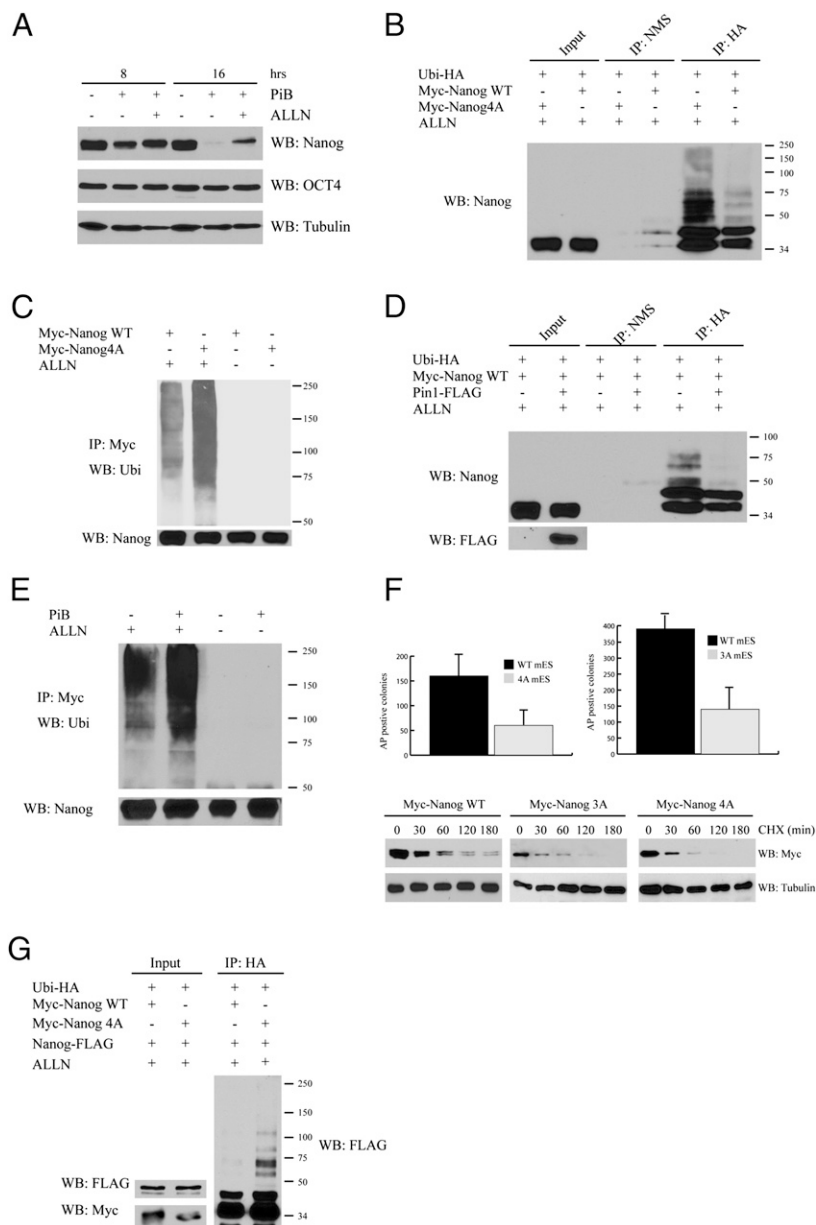 A
8 16 hrs
- + + - + + PiB
- - + - - + ALLN
WB: Nanog
WB: OCT4
WB: Tubulin
B
Input IP: NMS IP: HA
Ubi-HA + + + + + +
Myc-Nanog WT - + - + - +
Myc-Nanog4A + - + - + -
ALLN + + + + + +
WB: Nanog
250
150
100
75
50
34
C
Myc-Nanog WT + - + -
Myc-Nanog4A - + - +
ALLN + + - -
IP: Myc
WB: Ubi
250
150
100
75
50
WB: Nanog
D
Input IP: NMS IP: HA
Ubi-HA + + + + + +
Myc-Nanog WT + + + + + +
Pin1-FLAG - + - + - +
ALLN + + + + + +
WB: Nanog
100
75
50
34
WB: FLAG
E
PiB - + - +
ALLN + + - -
IP: Myc
WB: Ubi
250
150
100
75
50
WB: Nanog
F
AP postive colonies
200
150
100
50
0
WT mES
4A mES
AP postive colonies
400
350
300
250
200
150
100
50
0
WT mES
3A mES
Myc-Nanog WT Myc-Nanog 3A Myc-Nanog 4A
0 30 60 120 180 0 30 60 120 180 0 30 60 120 180 CHX (min)
WB: Myc
WB: Tubulin
G
Input IP: HA
Ubi-HA + + + +
Myc-Nanog WT + - + -
Myc-Nanog 4A - + - +
Nanog-FLAG + + + +
ALLN + + + +
250
150
100
75
50
34
WB: FLAG
WB: FLAG
WB: Myc